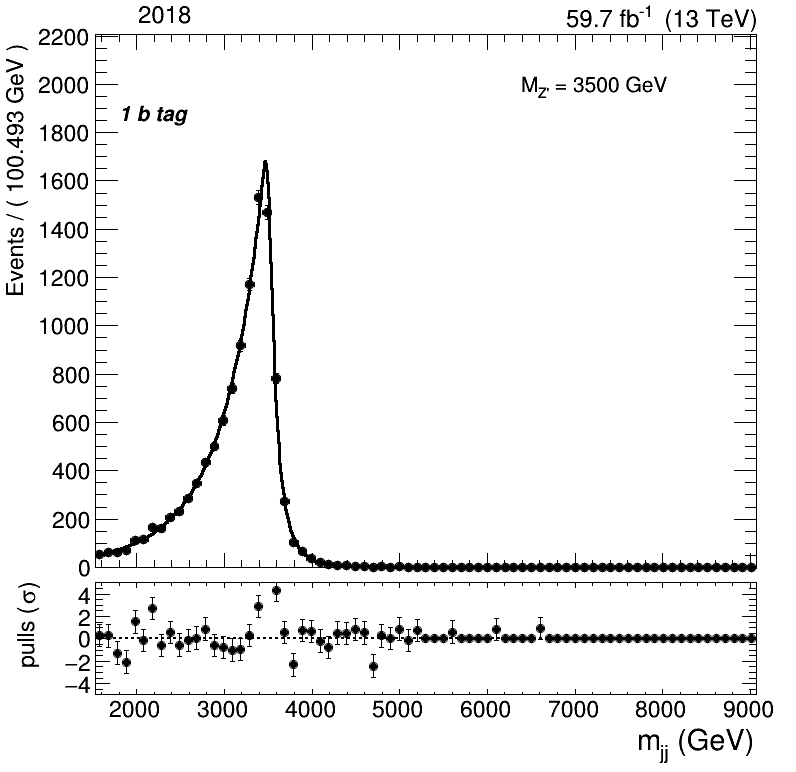 2018 59.7 fb⁻¹ (13 TeV)
Events / ( 100.493 GeV )
2200
2000
1800
1600
1400
1200
1000
800
600
400
200
0
1 b tag
M_Z' = 3500 GeV
pulls (σ)
4
2
0
−2
−4
2000 3000 4000 5000 6000 7000 8000 9000
m_jj (GeV)